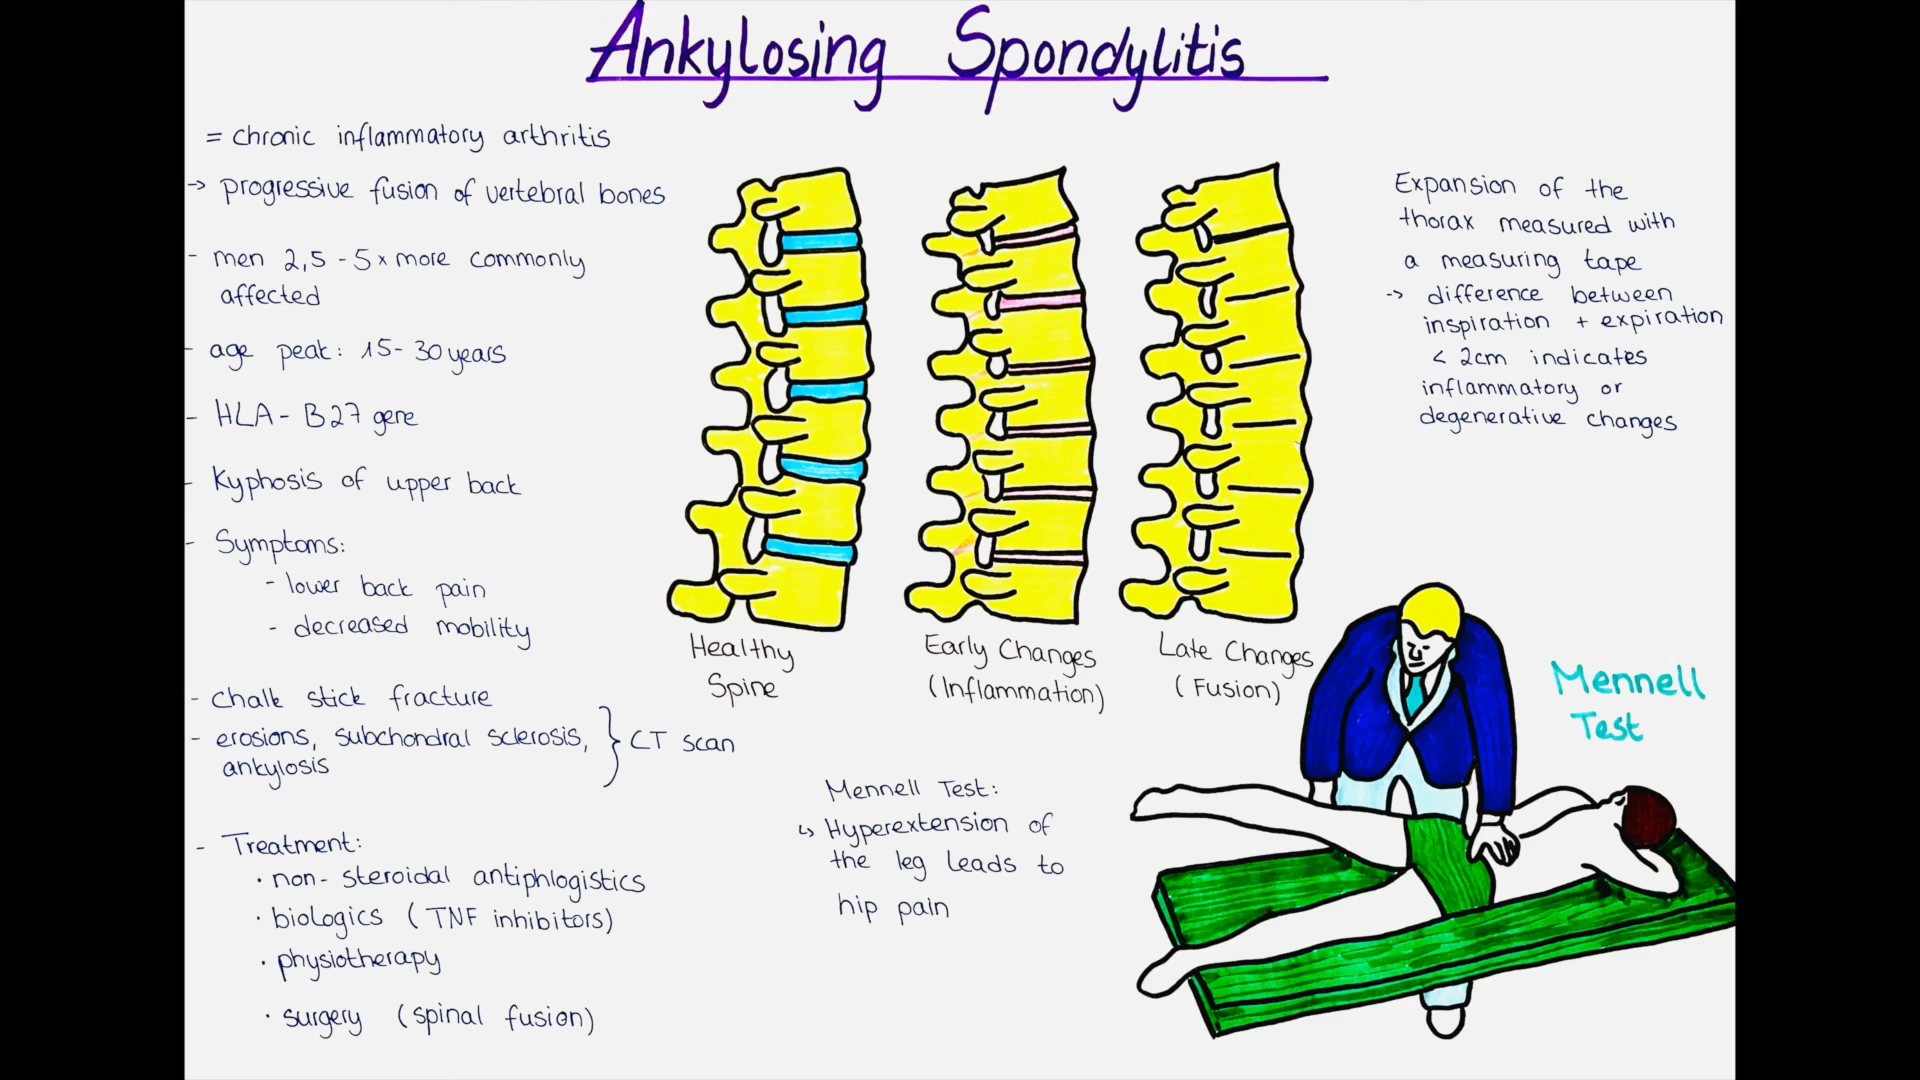 Ankylosing Spondylitis
= chronic inflammatory arthritis
-> progressive fusion of vertebral bones
- men 2,5 - 5 x more commonly
affected
- age peak: 15 - 30 years
- HLA - B27 gene
- Kyphosis of upper back
- Symptoms:
- lower back pain
- decreased mobility
- chalk stick fracture
- erosions, subchondral sclerosis,
ankylosis
} CT scan
- Treatment:
· non-steroidal antiphlogistics
· biologics (TNF inhibitors)
· physiotherapy
· surgery (spinal fusion)
Healthy
Spine
Early Changes
(Inflammation)
Late Changes
(Fusion)
Expansion of the
thorax measured with
a measuring tape
-> difference between
inspiration + expiration
< 2cm indicates
inflammatory or
degenerative changes
Mennell Test:
↳ Hyperextension of
the leg leads to
hip pain
Mennell
Test